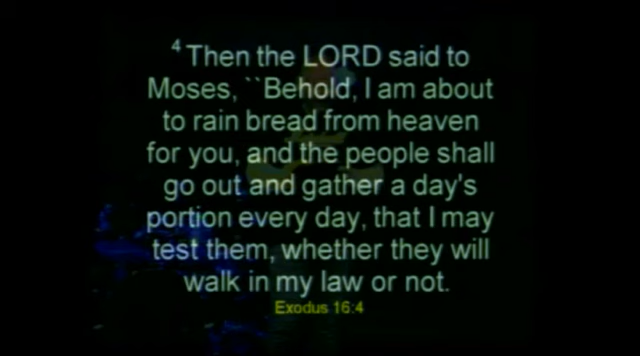 4 Then the LORD said to
Moses, ``Behold, I am about
to rain bread from heaven
for you, and the people shall
go out and gather a day's
portion every day, that I may
test them, whether they will
walk in my law or not.
Exodus 16:4